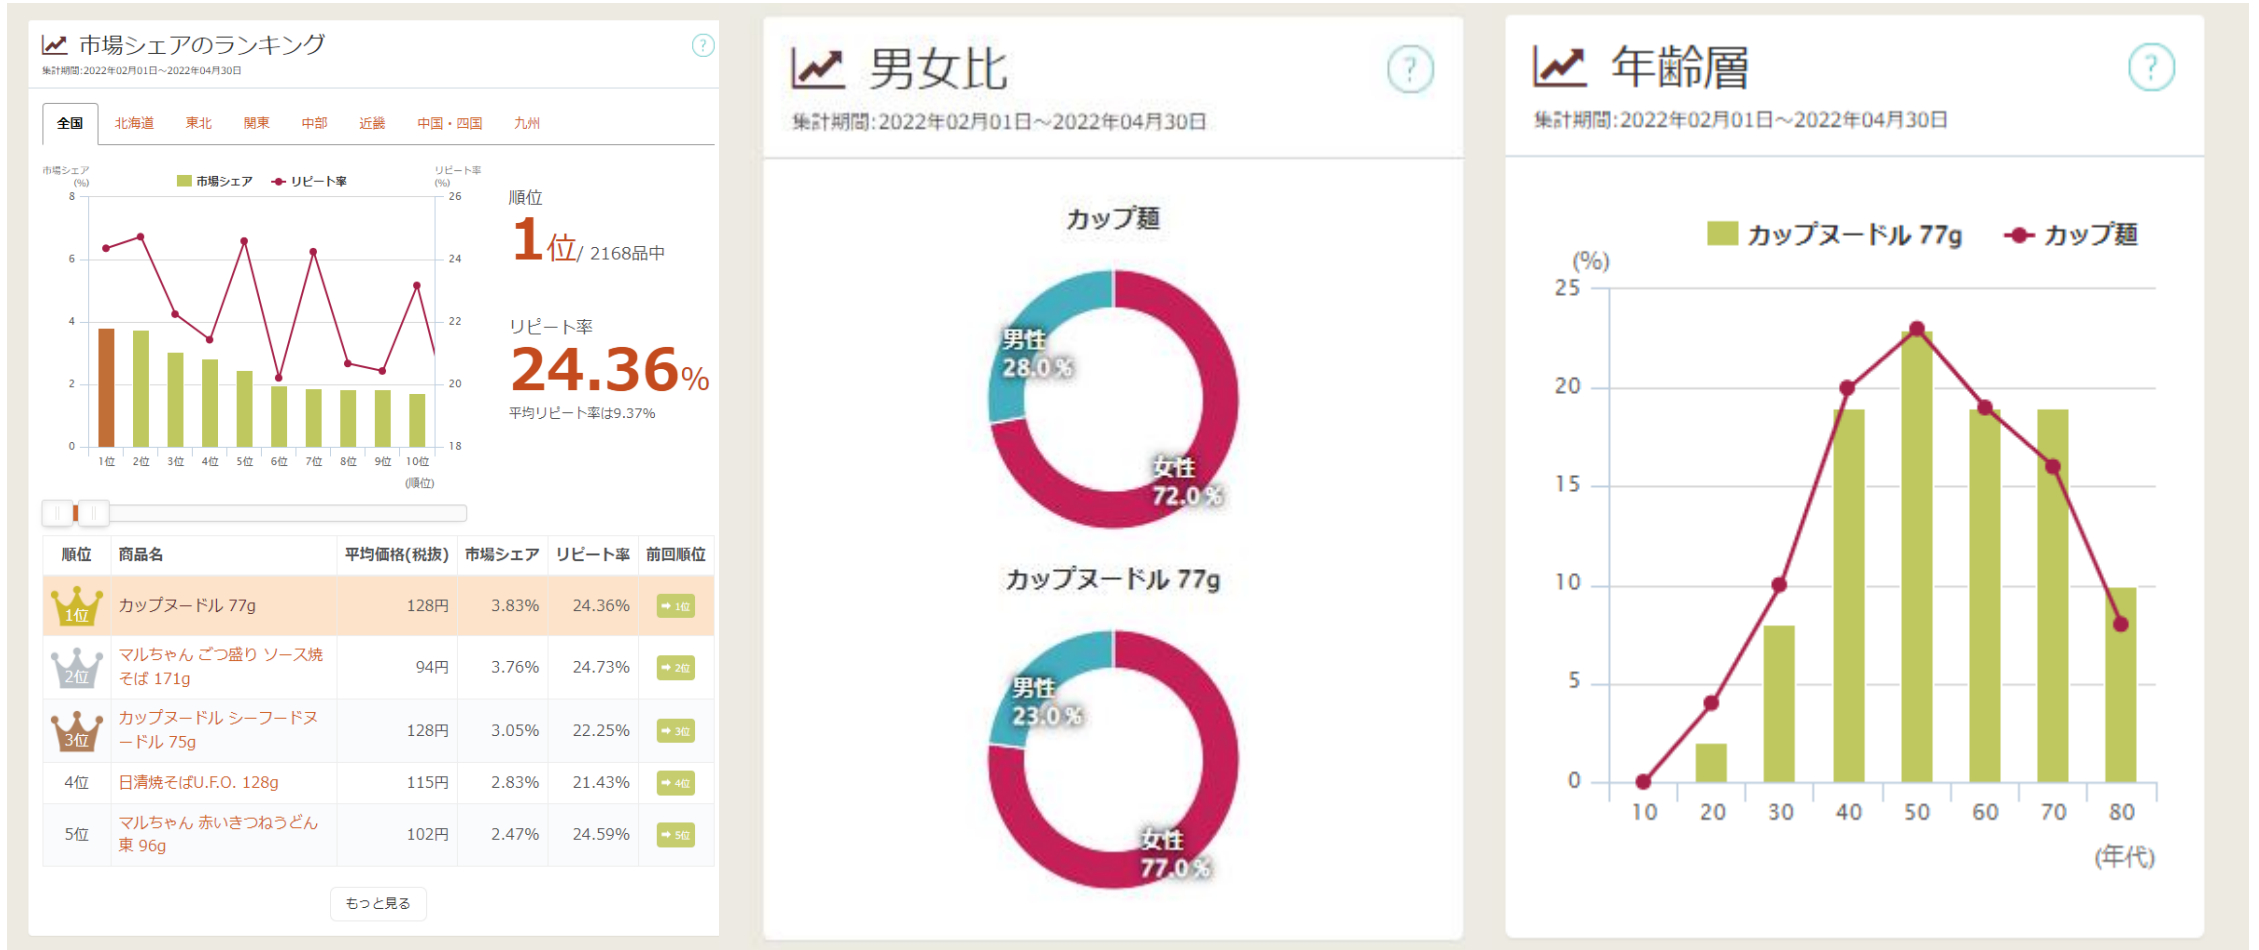 市場シェアのランキング
?
集計期間:2022年02月01日～2022年04月30日
全国 北海道 東北 関東 中部 近畿 中国・四国 九州
市場シェア
(%)
市場シェア リピート率
リピート率
(%)
8
6
4
2
0
26
24
22
20
18
1位 2位 3位 4位 5位 6位 7位 8位 9位 10位
(順位)
順位
1位/ 2168品中
リピート率
24.36%
平均リピート率は9.37%
順位 商品名 平均価格(税抜) 市場シェア リピート率 前回順位
1位 カップヌードル 77g 128円 3.83% 24.36% ➡ 1位
2位 マルちゃん ごつ盛り ソース焼
そば 171g 94円 3.76% 24.73% ➡ 2位
3位 カップヌードル シーフードヌ
ードル 75g 128円 3.05% 22.25% ➡ 3位
4位 日清焼そばU.F.O. 128g 115円 2.83% 21.43% ➡ 4位
5位 マルちゃん 赤いきつねうどん
東 96g 102円 2.47% 24.59% ➡ 5位
もっと見る
男女比
?
集計期間:2022年02月01日～2022年04月30日
カップ麺
男性
28.0%
女性
72.0%
カップヌードル 77g
男性
23.0%
女性
77.0%
年齢層
?
集計期間:2022年02月01日～2022年04月30日
カップヌードル 77g カップ麺
(%)
25
20
15
10
5
0
10 20 30 40 50 60 70 80
(年代)